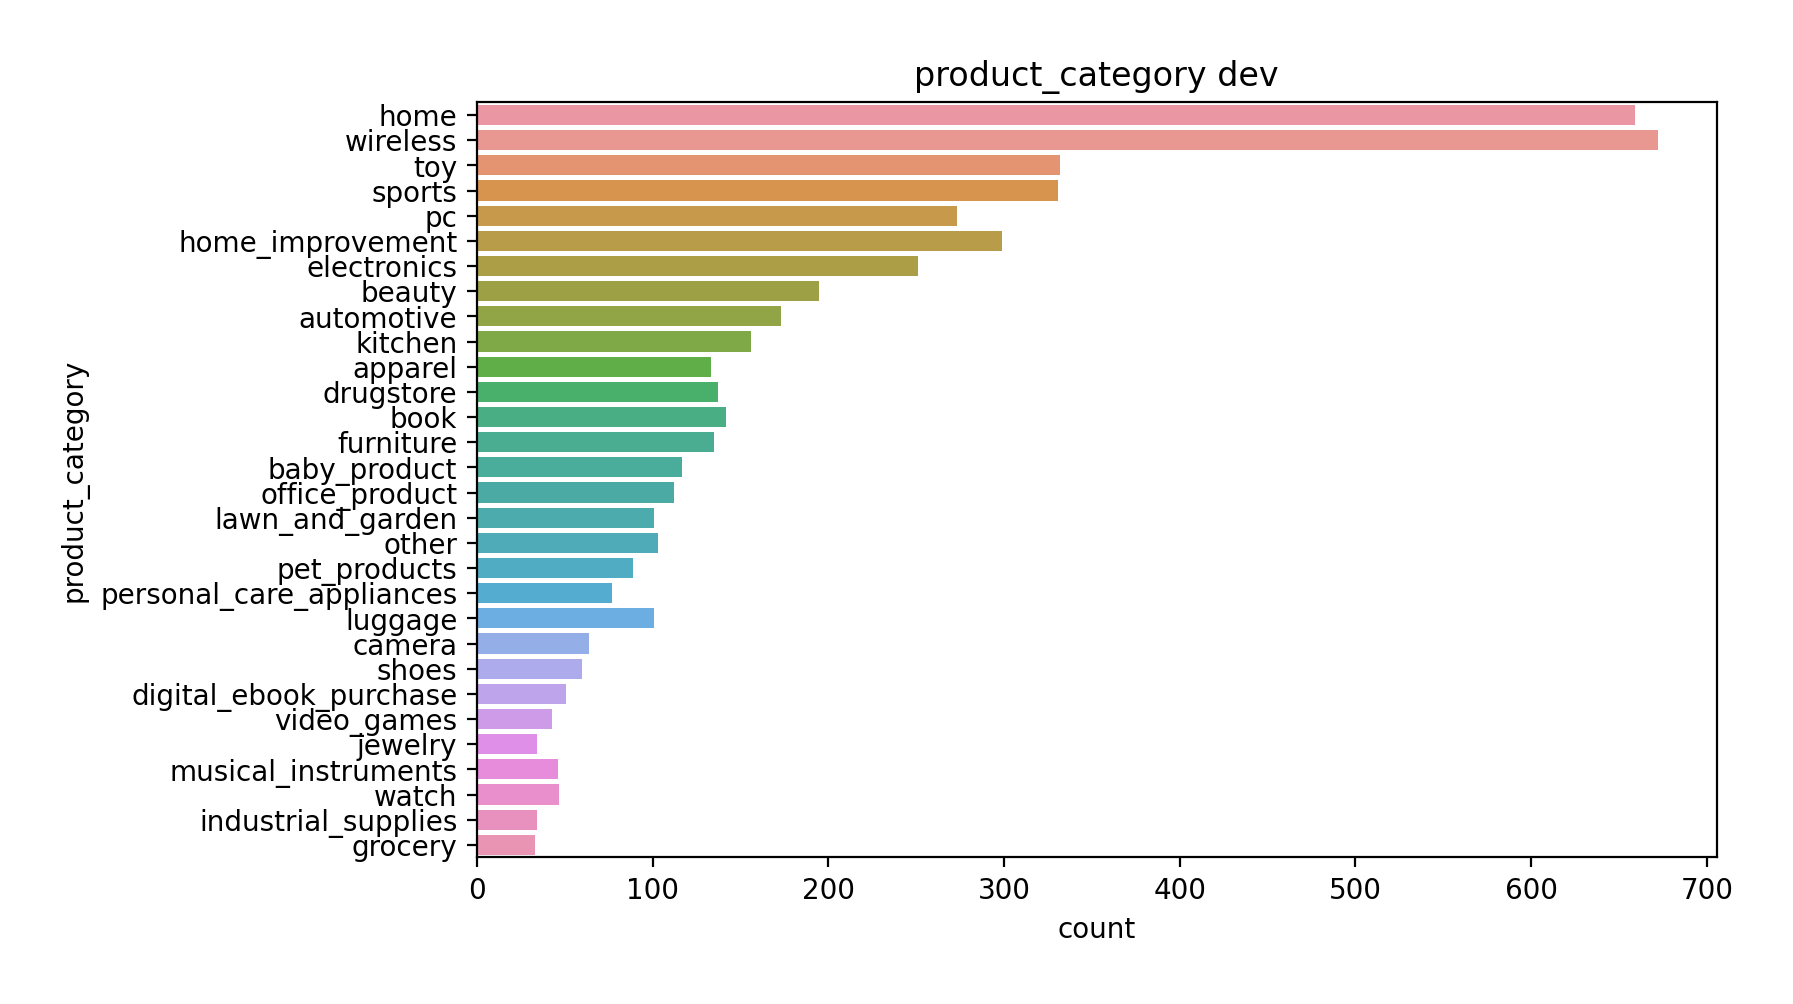 product_category dev
home
wireless
toy
sports
pc
home_improvement
electronics
beauty
automotive
kitchen
apparel
drugstore
book
furniture
baby_product
office_product
lawn_and_garden
other
pet_products
personal_care_appliances
luggage
camera
shoes
digital_ebook_purchase
video_games
jewelry
musical_instruments
watch
industrial_supplies
grocery
product_category
0 100 200 300 400 500 600 700
count